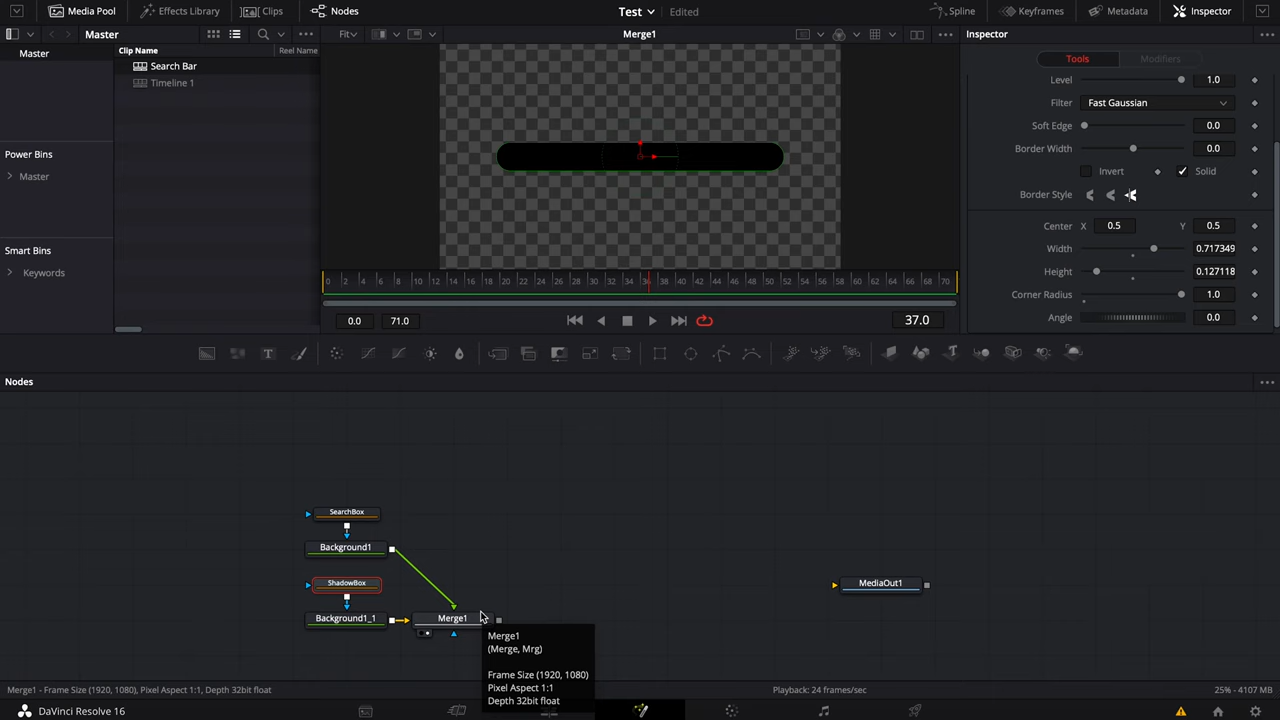 Media Pool
Effects Library
Clips
Nodes
Test
Edited
Spline
Keyframes
Metadata
Inspector
Master
Fit
Merge1
Inspector
Master
Power Bins
Master
Smart Bins
Keywords
Clip Name
Reel Name
Search Bar
Timeline 1
0 2 4 6 8 10 12 14 16 18 20 22 24 26 28 30 32 34 36 38 40 42 44 46 48 50 52 54 56 58 60 62 64 66 68 70
0.0
71.0
37.0
Tools
Modifiers
Level 1.0
Filter Fast Gaussian
Soft Edge 0.0
Border Width 0.0
Invert
Solid
Border Style
Center X 0.5 Y 0.5
Width 0.717349
Height 0.127118
Corner Radius 1.0
Angle 0.0
T
Nodes
SearchBox
Background1
ShadowBox
Background1_1
Merge1
MediaOut1
Merge1
(Merge, Mrg)
Frame Size (1920, 1080)
Pixel Aspect 1:1
Depth 32bit float
Merge1 - Frame Size (1920, 1080), Pixel Aspect 1:1, Depth 32bit float
Playback: 24 frames/sec
25% - 4107 MB
DaVinci Resolve 16